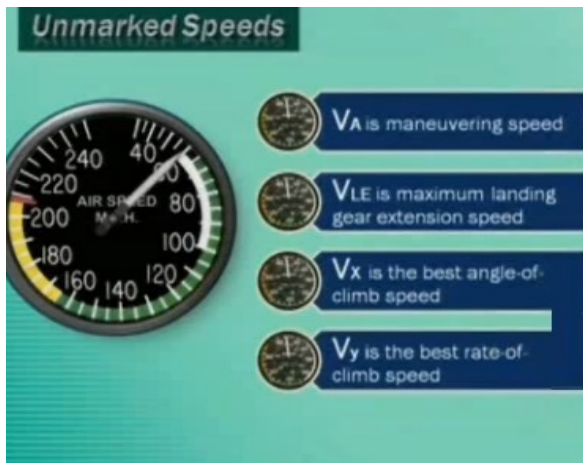 Unmarked Speeds
VA is maneuvering speed
VLE is maximum landing
gear extension speed
Vx is the best angle-of-
climb speed
Vy is the best rate-of-
climb speed
40
60
80
100
120
140
160
180
200
220
240
AIR SPEED
M.P.H.